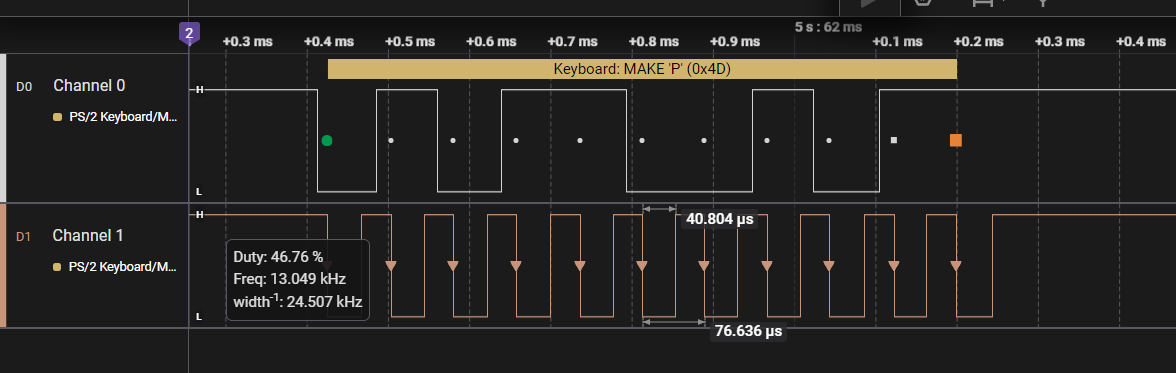 5 s : 62 ms
2
+0.3 ms +0.4 ms +0.5 ms +0.6 ms +0.7 ms +0.8 ms +0.9 ms +0.1 ms +0.2 ms +0.3 ms +0.4 ms
Keyboard: MAKE 'P' (0x4D)
D0 Channel 0
H
PS/2 Keyboard/M...
L
H
40.804 µs
D1 Channel 1
Duty: 46.76 %
PS/2 Keyboard/M...
Freq: 13.049 kHz
width⁻¹: 24.507 kHz
L
76.636 µs